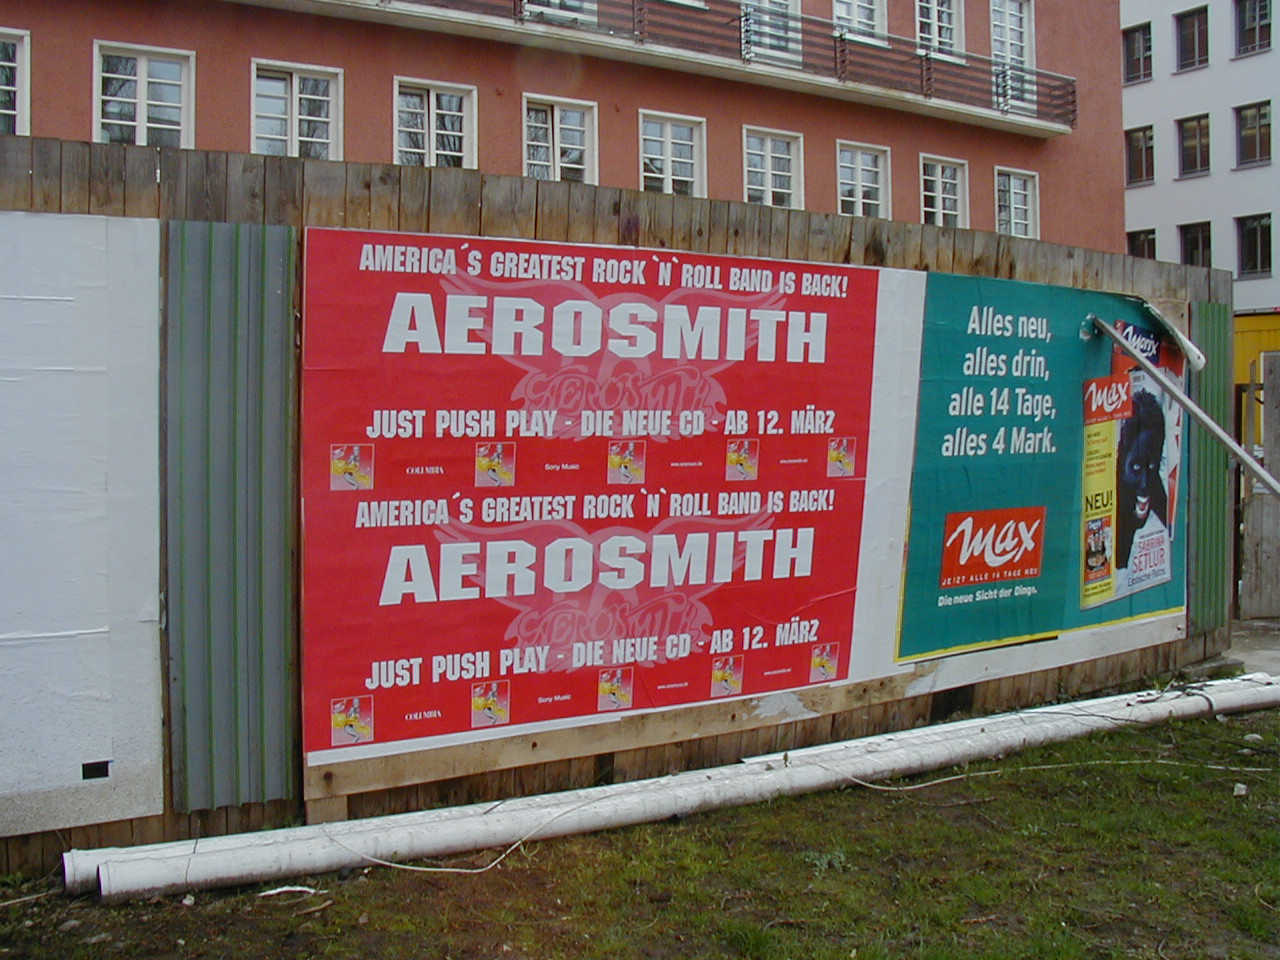 AMERICA´S GREATEST ROCK `N` ROLL BAND IS BACK!
AEROSMITH
AEROSMITH
JUST PUSH PLAY - DIE NEUE CD - AB 12. MÄRZ
COLUMBIA
Sony Music
AMERICA´S GREATEST ROCK `N` ROLL BAND IS BACK!
AEROSMITH
AEROSMITH
JUST PUSH PLAY - DIE NEUE CD - AB 12. MÄRZ
COLUMBIA
Sony Music
Alles neu,
alles drin,
alle 14 Tage,
alles 4 Mark.
Max
JETZT ALLE 14 TAGE NEU
Die neue Sicht der Dinge.
Max
NEU!
SABRINA
SETLUR